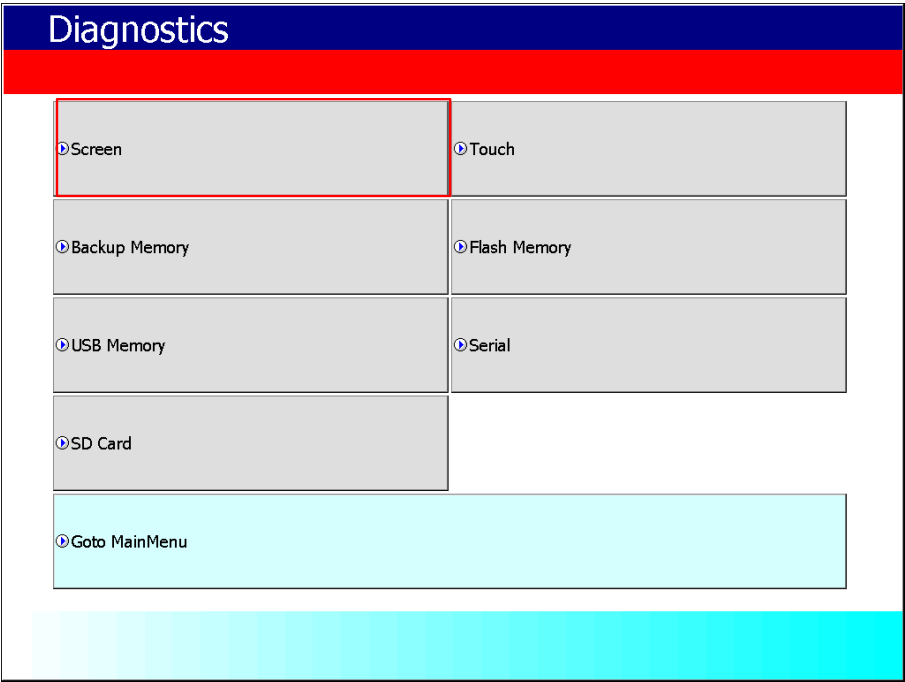 Diagnostics
Screen
Touch
Backup Memory
Flash Memory
USB Memory
Serial
SD Card
Goto MainMenu